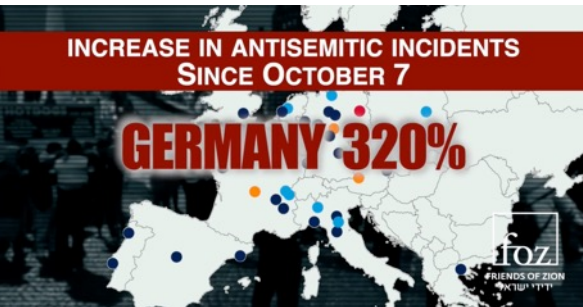 INCREASE IN ANTISEMITIC INCIDENTS
SINCE OCTOBER 7
GERMANY 320%
foz
FRIENDS OF ZION
ידידי ישראל